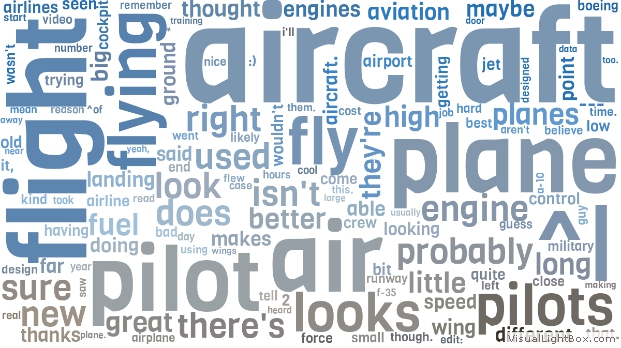 airlines seen remember thought engines aviation maybe boeing
start video cockpit training i'll door
wasn't number big flying ground nice :) aircraft airport getting jet designed point data too.
flight trying
mean reason ^of right them. aircraft. cost they're high job hard planes --- time.
away yeah, went likely wouldn't fly best aren't believe low
old near said used plane
it, end cool
landing look flew hours isn't come a-10 control
kind took airline read case this. large engine guy
having fuel does better able usually guess ^ |
doing bad day crew looking military
using wings makes air probably long
design far year pilot bit quite close
sure saw runway little left making
real new tell 2 f-35 speed pilots
great there's heard looks wing different that
thanks plane. airplane force small though. edit:
VisualLightBox.com